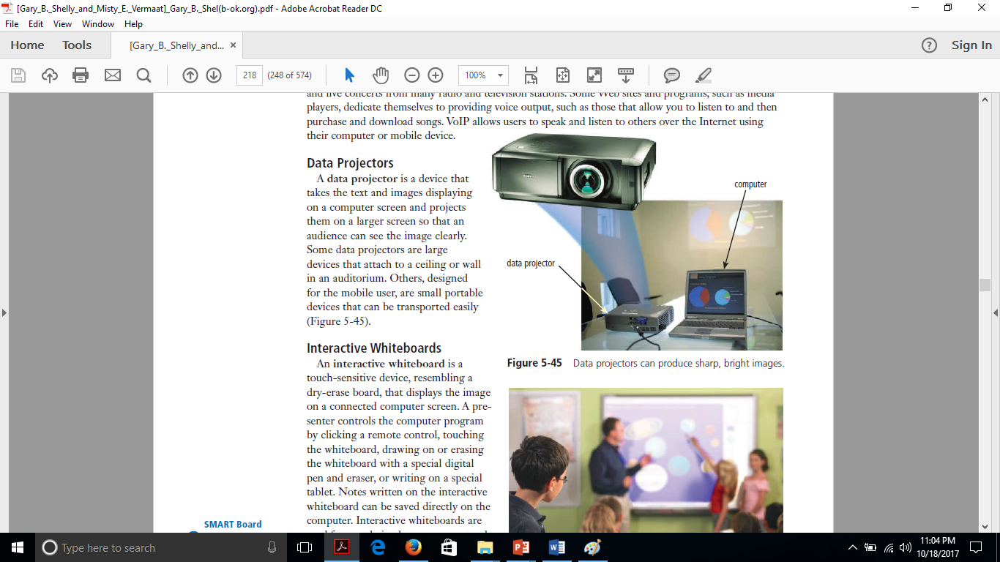 [Gary_B._Shelly_and_Misty_E._Vermaat]_Gary_B._Shel(b-ok.org).pdf - Adobe Acrobat Reader DC
File Edit View Window Help
Home Tools [Gary_B._Shelly_and... × ? Sign In
218 (248 of 574) 100%
and live concerts from many radio and television stations. Some Web sites and programs, such as media
players, dedicate themselves to providing voice output, such as those that allow you to listen to and then
purchase and download songs. VoIP allows users to speak and listen to others over the Internet using
their computer or mobile device.
Data Projectors
A data projector is a device that
takes the text and images displaying
on a computer screen and projects
them on a larger screen so that an
audience can see the image clearly.
Some data projectors are large
devices that attach to a ceiling or wall
in an auditorium. Others, designed
for the mobile user, are small portable
devices that can be transported easily
(Figure 5-45).
computer
data projector
Figure 5-45 Data projectors can produce sharp, bright images.
Interactive Whiteboards
An interactive whiteboard is a
touch-sensitive device, resembling a
dry-erase board, that displays the image
on a connected computer screen. A pre-
senter controls the computer program
by clicking a remote control, touching
the whiteboard, drawing on or erasing
the whiteboard with a special digital
pen and eraser, or writing on a special
tablet. Notes written on the interactive
whiteboard can be saved directly on the
computer. Interactive whiteboards are
SMART Board
Type here to search
11:04 PM
10/18/2017